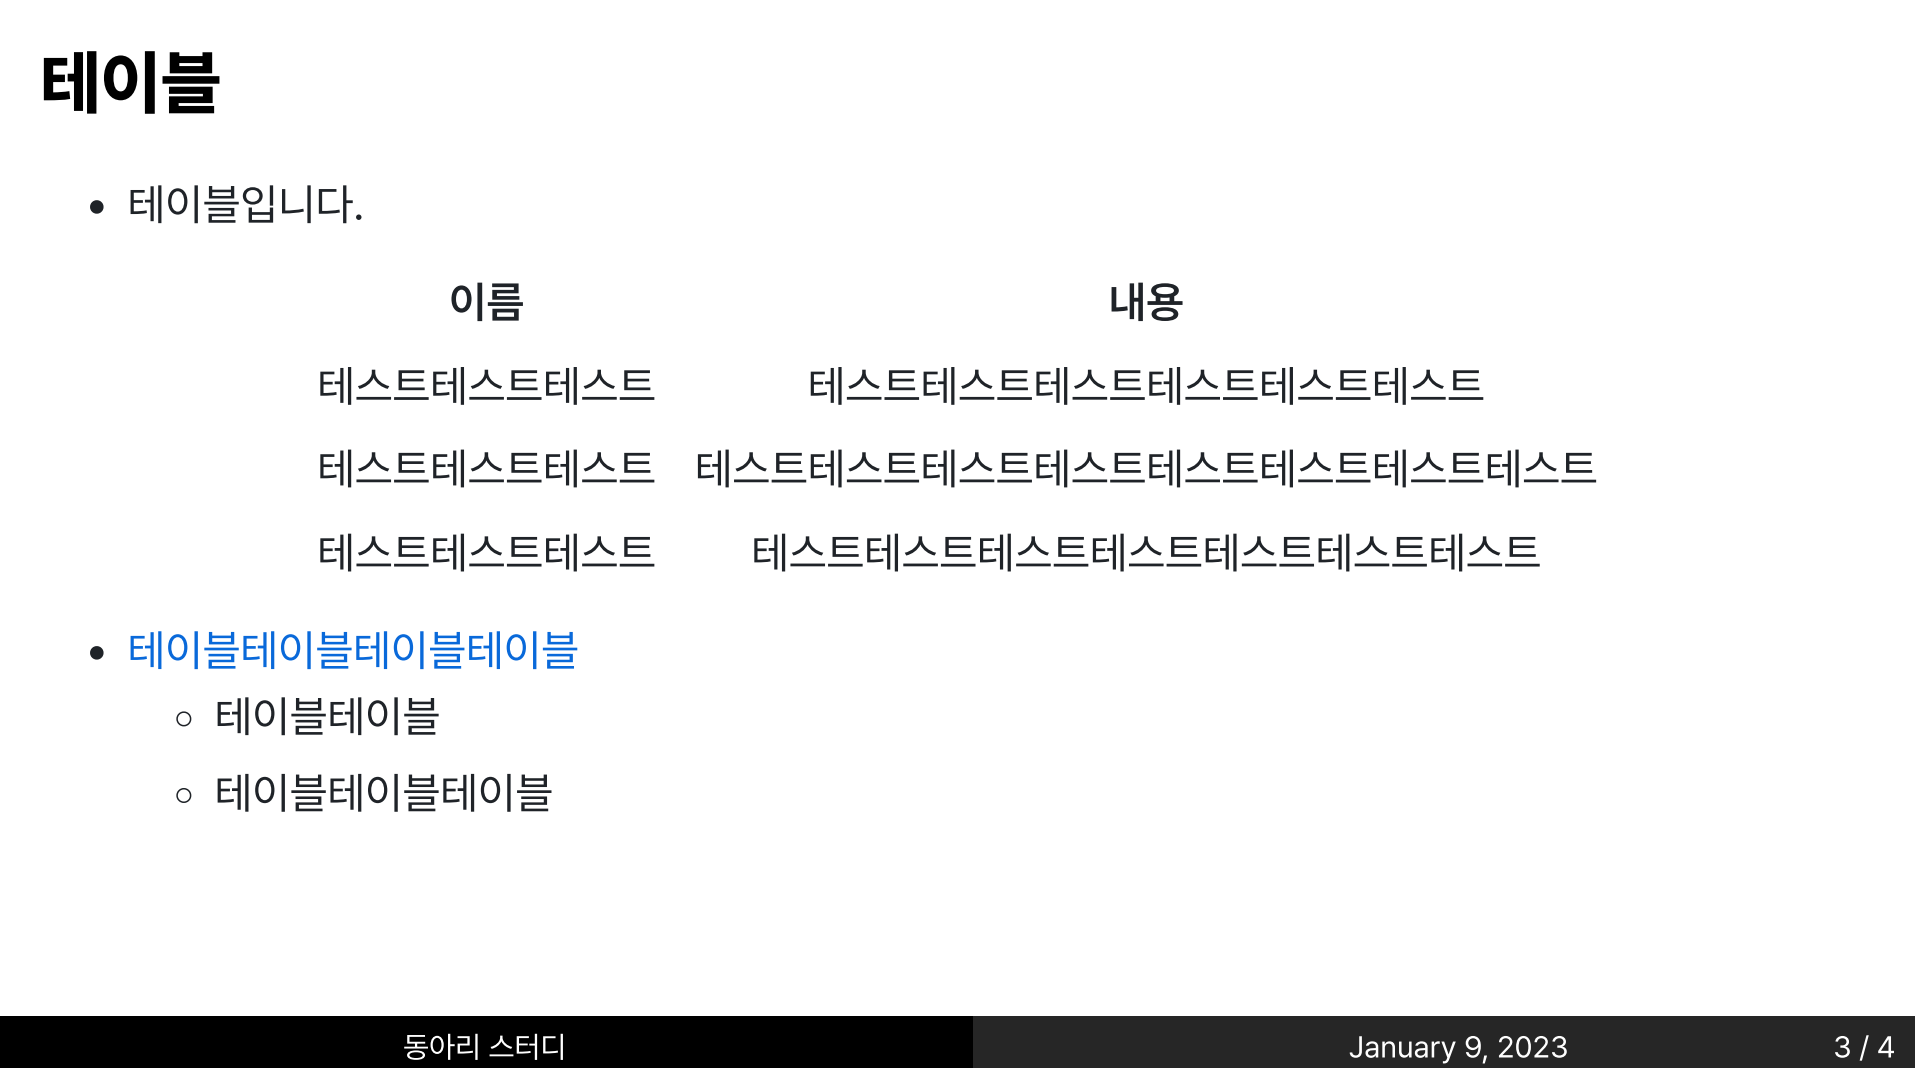 테이블
• 테이블입니다.
이름 내용
테스트테스트테스트 테스트테스트테스트테스트테스트테스트
테스트테스트테스트 테스트테스트테스트테스트테스트테스트테스트테스트
테스트테스트테스트 테스트테스트테스트테스트테스트테스트테스트
• 테이블테이블테이블테이블
◦ 테이블테이블
◦ 테이블테이블테이블
동아리 스터디 January 9, 2023 3 / 4